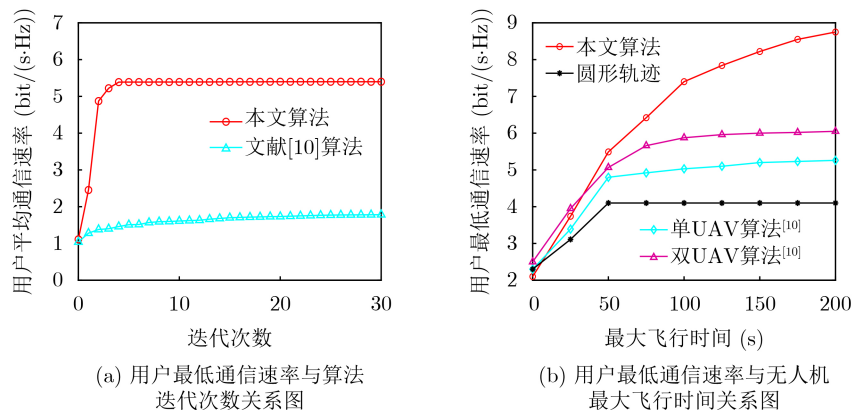 用户平均通信速率 (bit/(s·Hz))
7
6
5
4
3
2
1
0
本文算法
文献[10]算法
0 10 20 30
迭代次数
(a) 用户最低通信速率与算法
迭代次数关系图
用户最低通信速率 (bit/(s·Hz))
9
8
7
6
5
4
3
2
本文算法
圆形轨迹
单UAV算法[10]
双UAV算法[10]
0 50 100 150 200
最大飞行时间 (s)
(b) 用户最低通信速率与无人机
最大飞行时间关系图